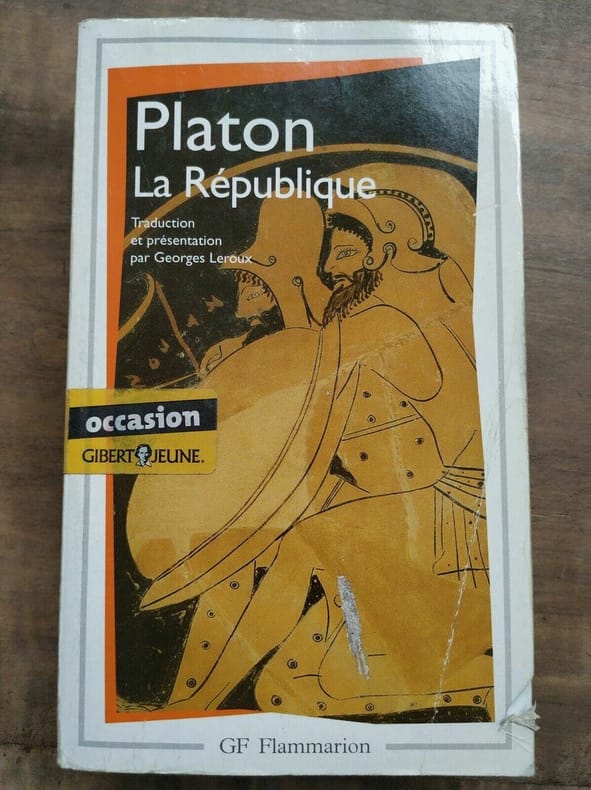 Platon
La République
Traduction
et présentation
par Georges Leroux
occasion
GIBERT JEUNE.
GF Flammarion